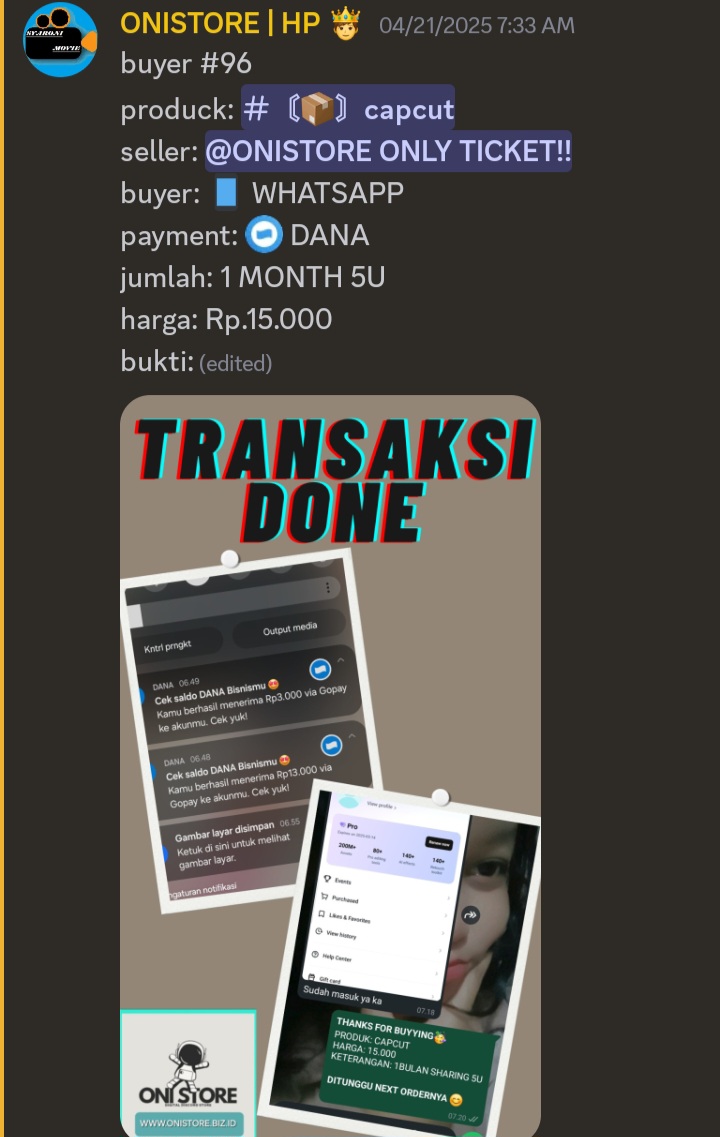 SYARONI
MOVIE
ONISTORE | HP 🤴 04/21/2025 7:33 AM
buyer #96
produck: # 〘📦〙 capcut
seller: @ONISTORE ONLY TICKET!!
buyer: WHATSAPP
payment: DANA
jumlah: 1 MONTH 5U
harga: Rp.15.000
bukti: (edited)
TRANSAKSI
DONE
Kntrl prngkt
Output media
DANA 06.49
Cek saldo DANA Bisnismu 😍
Kamu berhasil menerima Rp3.000 via Gopay
ke akunmu. Cek yuk!
DANA 06.48
Cek saldo DANA Bisnismu 😍
Kamu berhasil menerima Rp13.000 via
Gopay ke akunmu. Cek yuk!
Gambar layar disimpan 06.55
Ketuk di sini untuk melihat
gambar layar.
ngaturan notifikasi
View profile >
Pro
200M+ 80+ 140+ 140+
Events
Purchased
Likes & Favorites
View history
Help Center
Gift card
Sudah masuk ya ka
07.18
THANKS FOR BUYYING🥳
PRODUK: CAPCUT
HARGA: 15.000
KETERANGAN: 1BULAN SHARING 5U
DITUNGGU NEXT ORDERNYA 😊
07.20
ONI STORE
WWW.ONISTORE.BIZ.ID